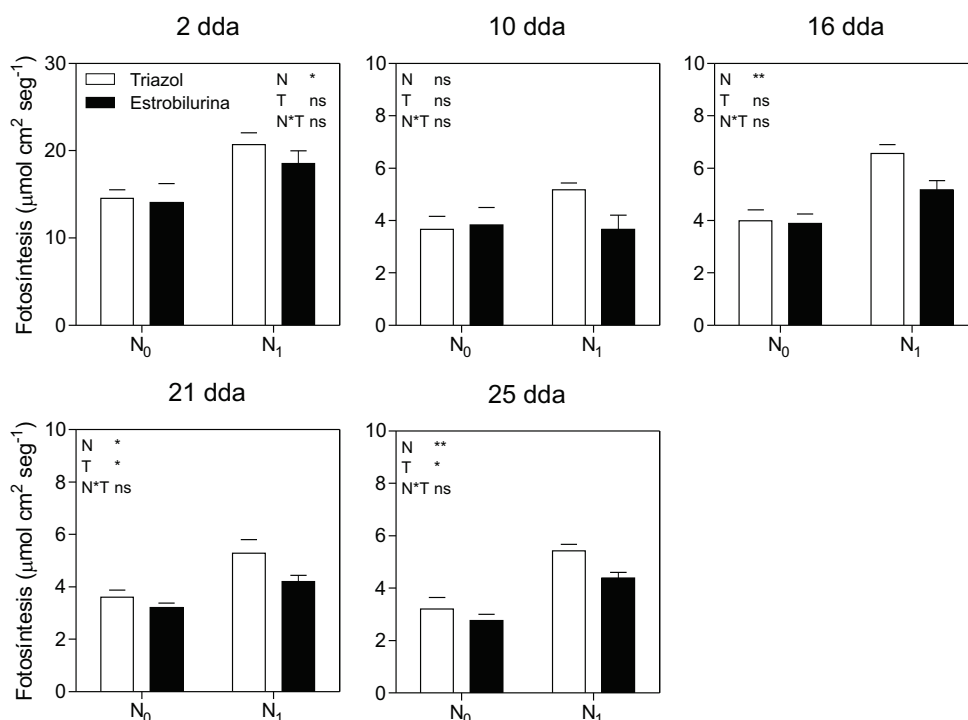 2 dda
10 dda
16 dda
Fotosíntesis (μmol cm² seg⁻¹)
30
20
10
0
Triazol
Estrobilurina
N *
T ns
N*T ns
N₀
N₁
10
8
6
4
2
0
N ns
T ns
N*T ns
N₀
N₁
10
8
6
4
2
0
N **
T ns
N*T ns
N₀
N₁
21 dda
25 dda
Fotosíntesis (μmol cm² seg⁻¹)
10
8
6
4
2
0
N *
T *
N*T ns
N₀
N₁
10
8
6
4
2
0
N **
T *
N*T ns
N₀
N₁